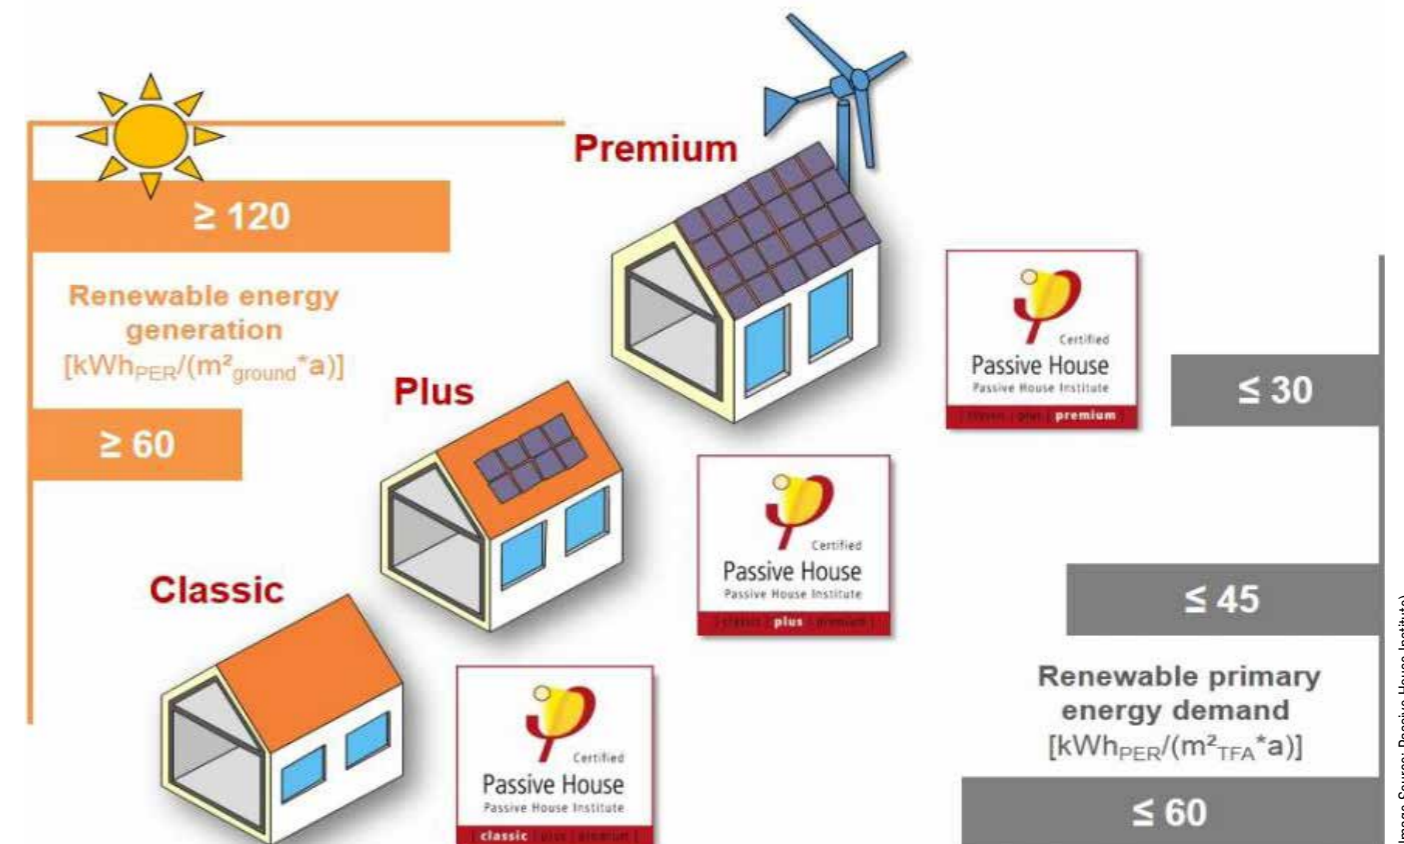 Premium
≥ 120
Renewable energy
generation
[kWhPER/(m²ground*a)]
≥ 60
Plus
Classic
Certified
Passive House
Passive House Institute
[ classic | plus | premium ]
≤ 30
Certified
Passive House
Passive House Institute
[ classic | plus | premium ]
≤ 45
Certified
Passive House
Passive House Institute
[ classic | plus | premium ]
Renewable primary
energy demand
[kWhPER/(m²TFA*a)]
≤ 60
Image Source: Passive House Institute)